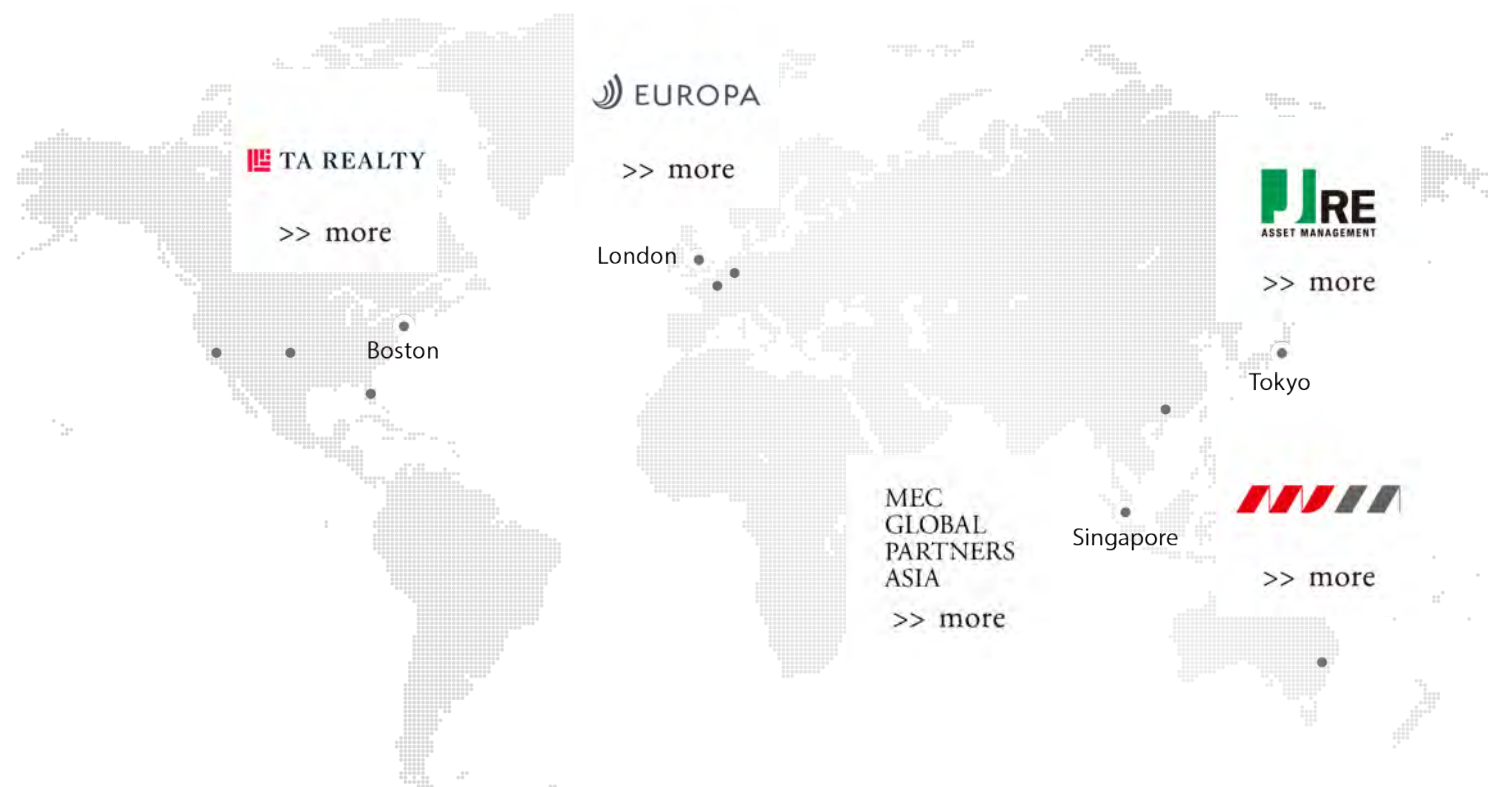 EUROPA
>> more
TA REALTY
>> more
RE
ASSET MANAGEMENT
>> more
London
Boston
Tokyo
MEC
GLOBAL
PARTNERS
ASIA
>> more
Singapore
>> more